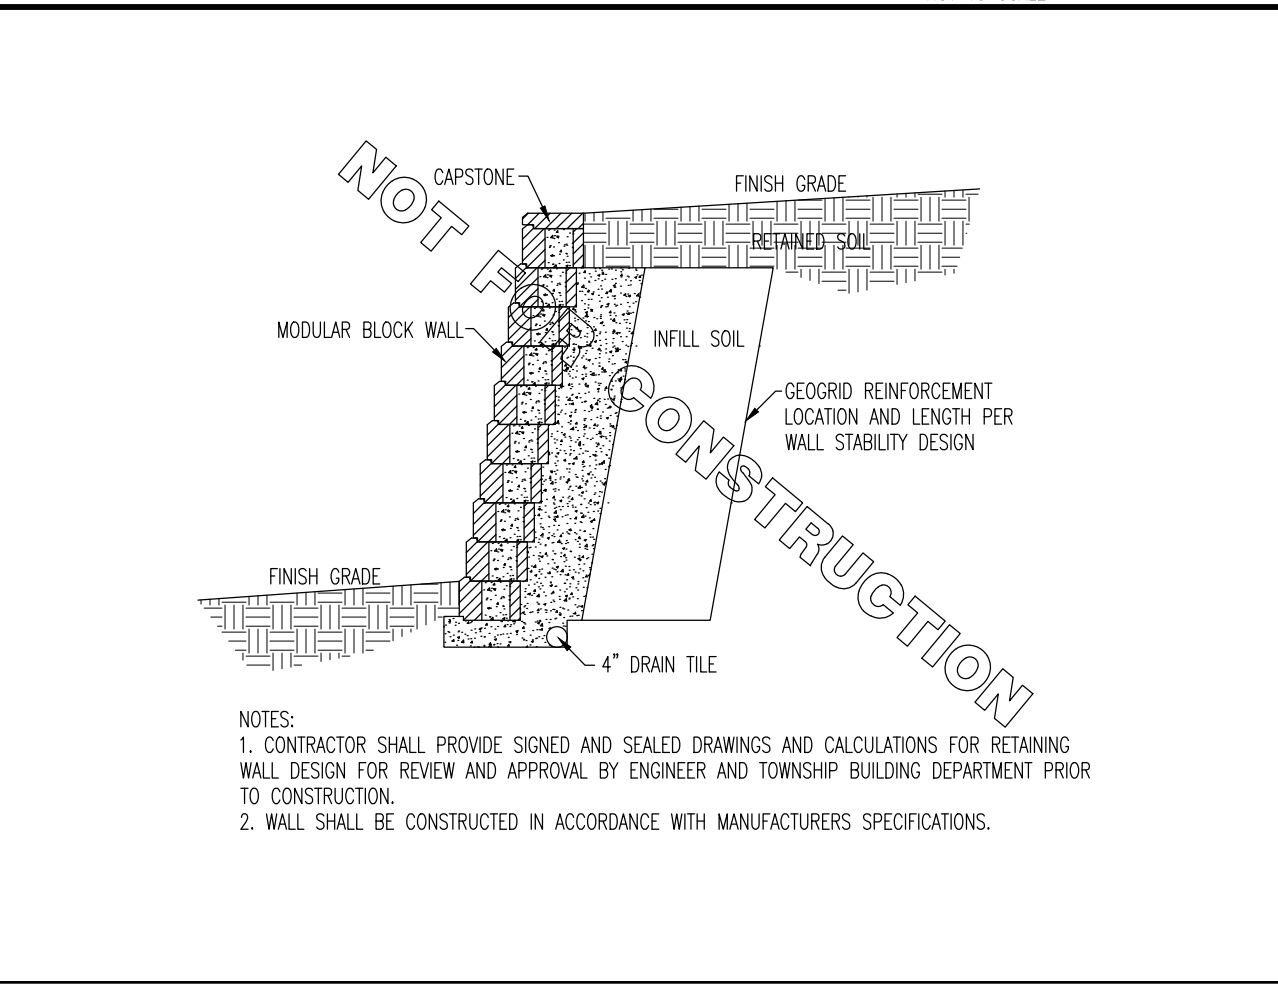 CAPSTONE
FINISH GRADE
RETAINED SOIL
MODULAR BLOCK WALL
INFILL SOIL
GEOGRID REINFORCEMENT
LOCATION AND LENGTH PER
WALL STABILITY DESIGN
FINISH GRADE
4" DRAIN TILE
NOT FOR CONSTRUCTION
NOTES:
1. CONTRACTOR SHALL PROVIDE SIGNED AND SEALED DRAWINGS AND CALCULATIONS FOR RETAINING
WALL DESIGN FOR REVIEW AND APPROVAL BY ENGINEER AND TOWNSHIP BUILDING DEPARTMENT PRIOR
TO CONSTRUCTION.
2. WALL SHALL BE CONSTRUCTED IN ACCORDANCE WITH MANUFACTURERS SPECIFICATIONS.